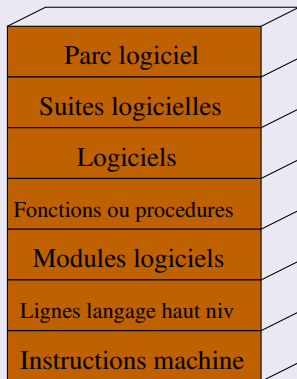 Parc logiciel
Suites logicielles
Logiciels
Fonctions ou procedures
Modules logiciels
Lignes langage haut niv
Instructions machine